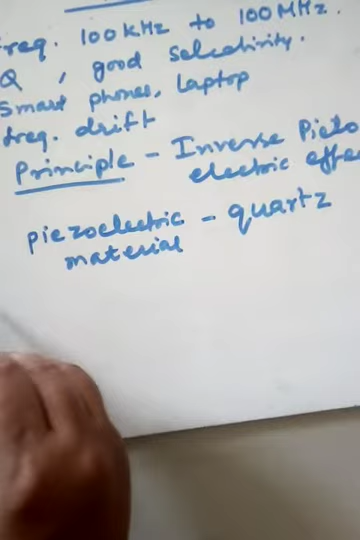 freq. 100 KHz to 100 MHz.
Q, good selectivity.
Smart phones, Laptop
freq. drift
Principle - Inverse Piezo
electric effe
piezoelectric - quartz
material